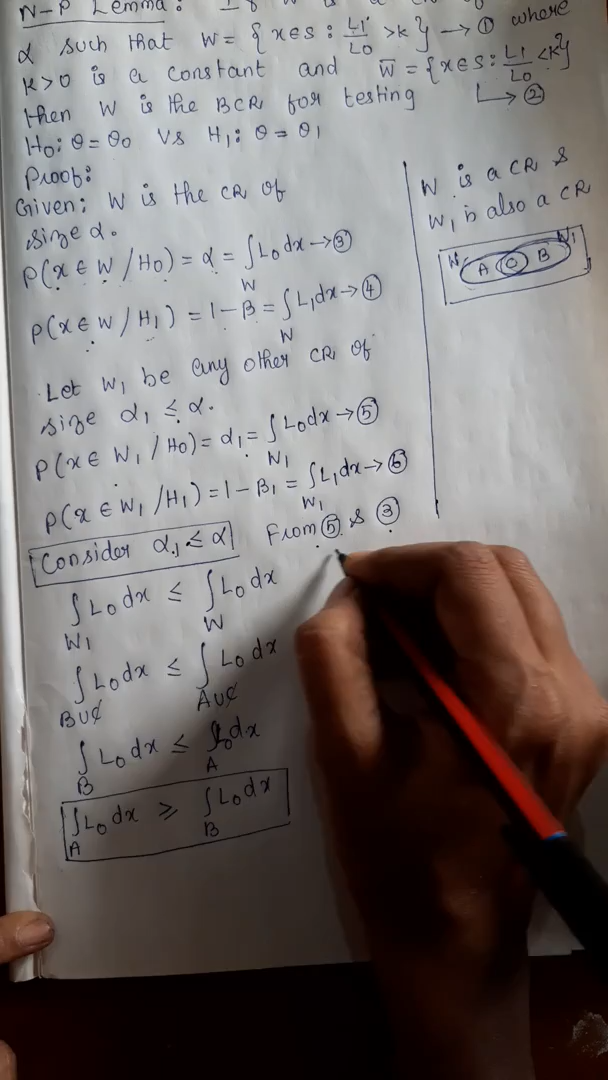 N-P Lemma:
α such that W = { x∈s : L1/L0 >k } → ① where
k>0 is a constant and W̅ = {x∈s : L1/L0 <k}
then W is the BCR for testing → ②
H0: θ=θ0 Vs H1: θ=θ1
Proof:
Given: W is the CR of
size α.
P(x∈W/H0) = α = ∫W L0 dx → ③
P(x∈W/H1) = 1-β = ∫W L1 dx → ④
Let W1 be any other CR of
size α1 ≤ α.
P(x∈W1/H0) = α1 = ∫W1 L0 dx → ⑤
P(x∈W1/H1) = 1-β1 = ∫W1 L1 dx → ⑥
Consider α1 ≤ α From ⑤ & ③
∫W1 L0 dx ≤ ∫W L0 dx
∫BUC L0 dx ≤ ∫AUC L0 dx
∫B L0 dx ≤ ∫A L0 dx
∫A L0 dx ≥ ∫B L0 dx
W is a CR &
W1 is also a CR
W W1
A C B